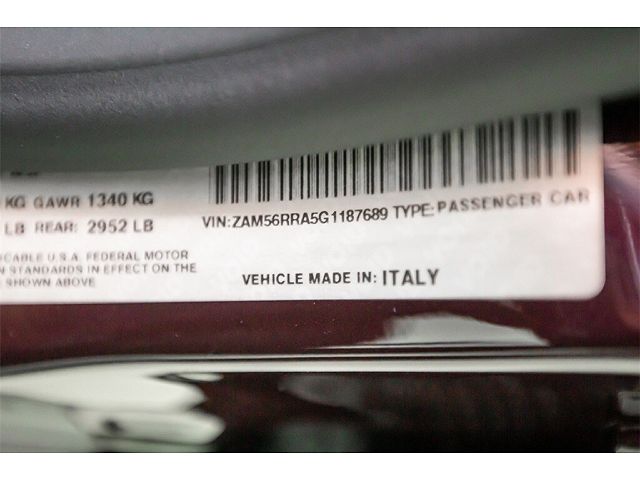 KG GAWR 1340 KG
LB REAR: 2952 LB
VIN:ZAM56RRA5G1187689 TYPE:PASSENGER CAR
CABLE U.S.A. FEDERAL MOTOR
N STANDARDS IN EFFECT ON THE
SHOWN ABOVE
VEHICLE MADE IN: ITALY